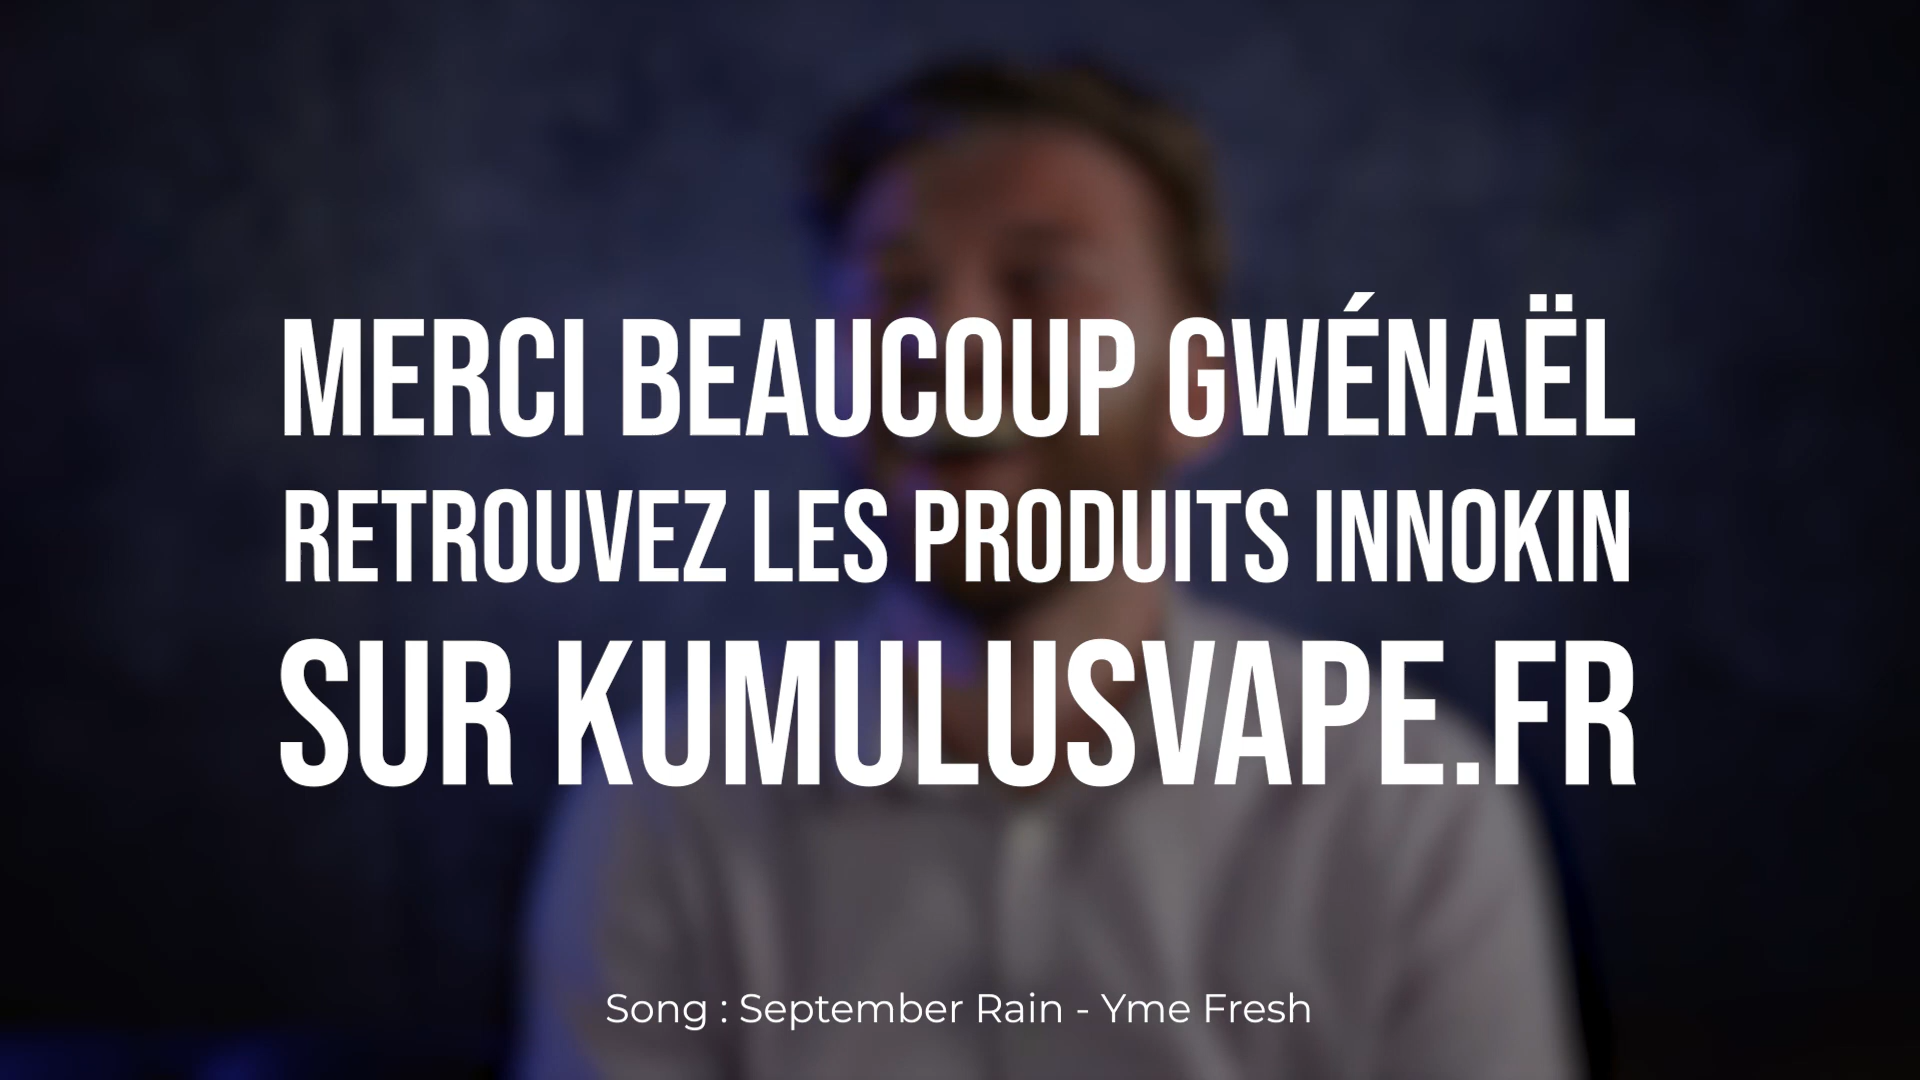 MERCI BEAUCOUP GWÉNAËL
RETROUVEZ LES PRODUITS INNOKIN
SUR KUMULUSVAPE.FR
Song : September Rain - Yme Fresh